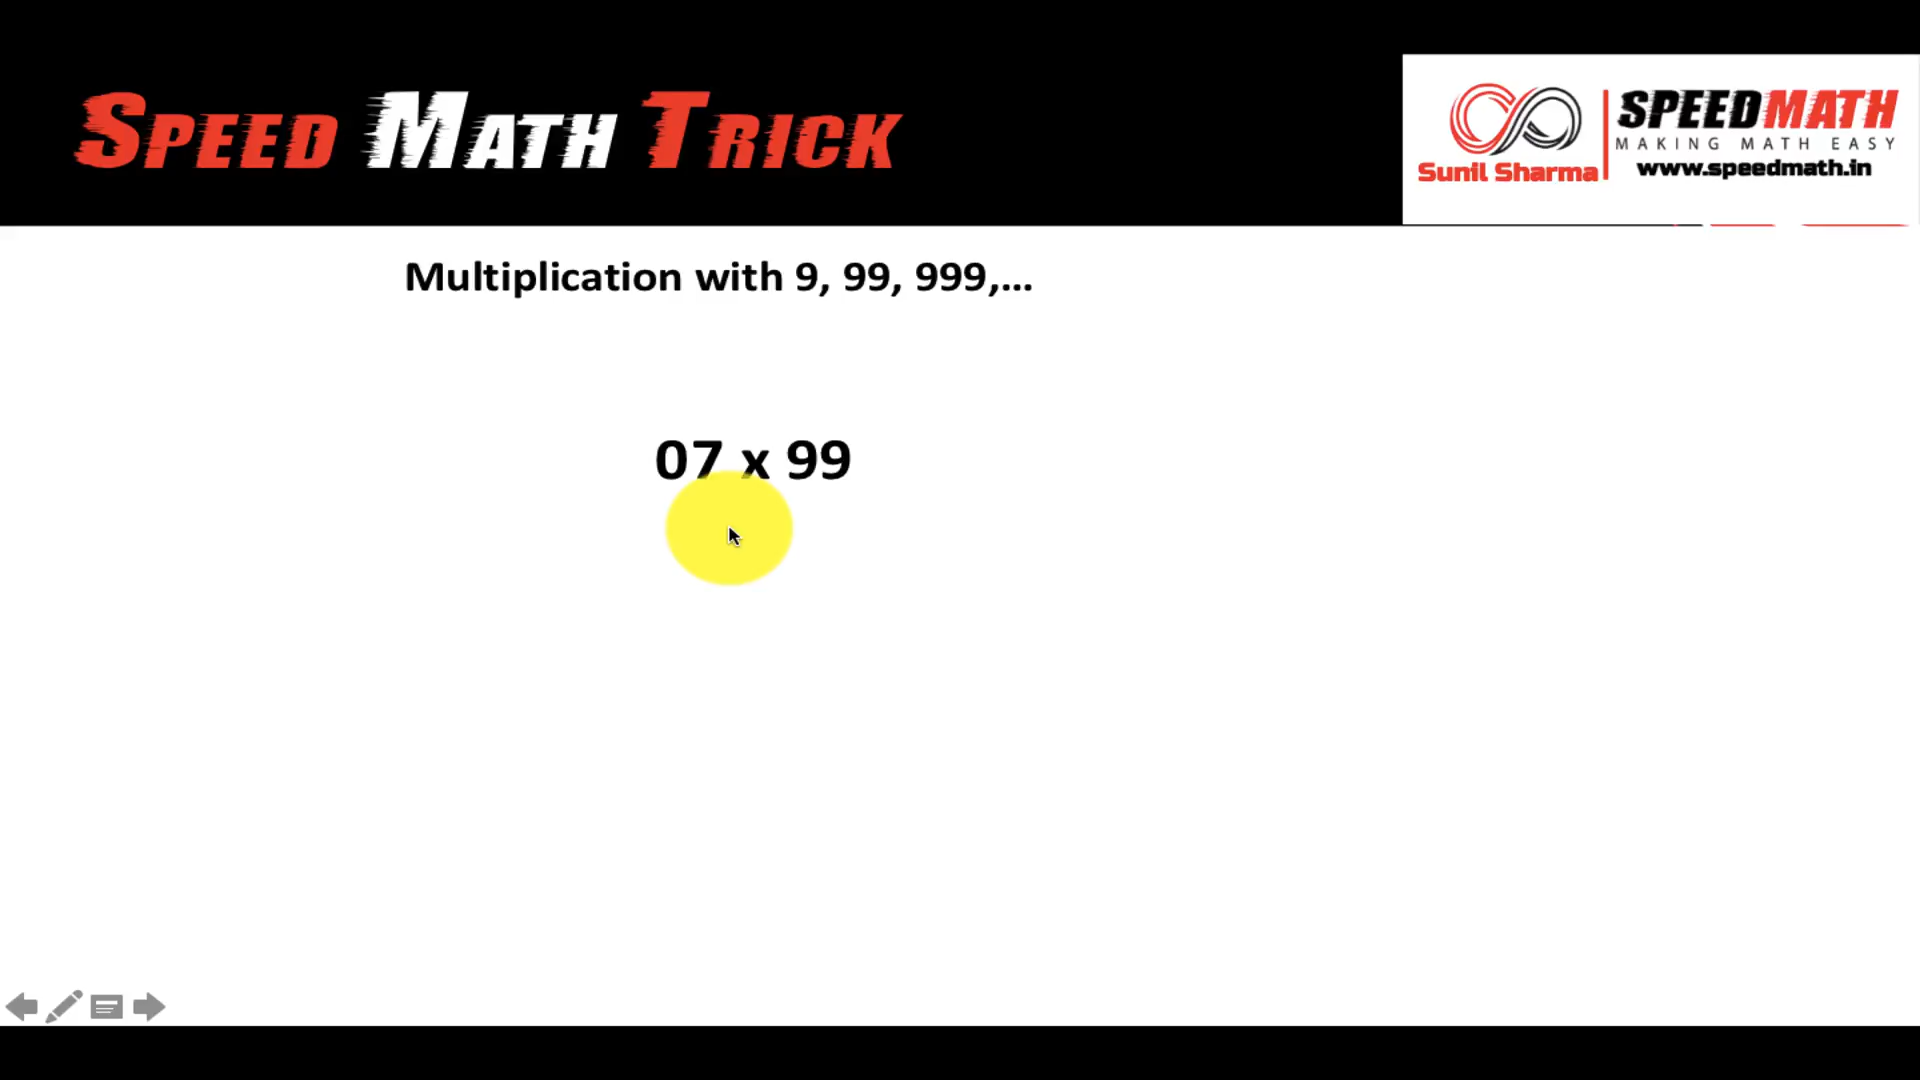 SPEED MATH TRICK
SPEEDMATH
MAKING MATH EASY
Sunil Sharma
www.speedmath.in
Multiplication with 9, 99, 999,...
07 x 99